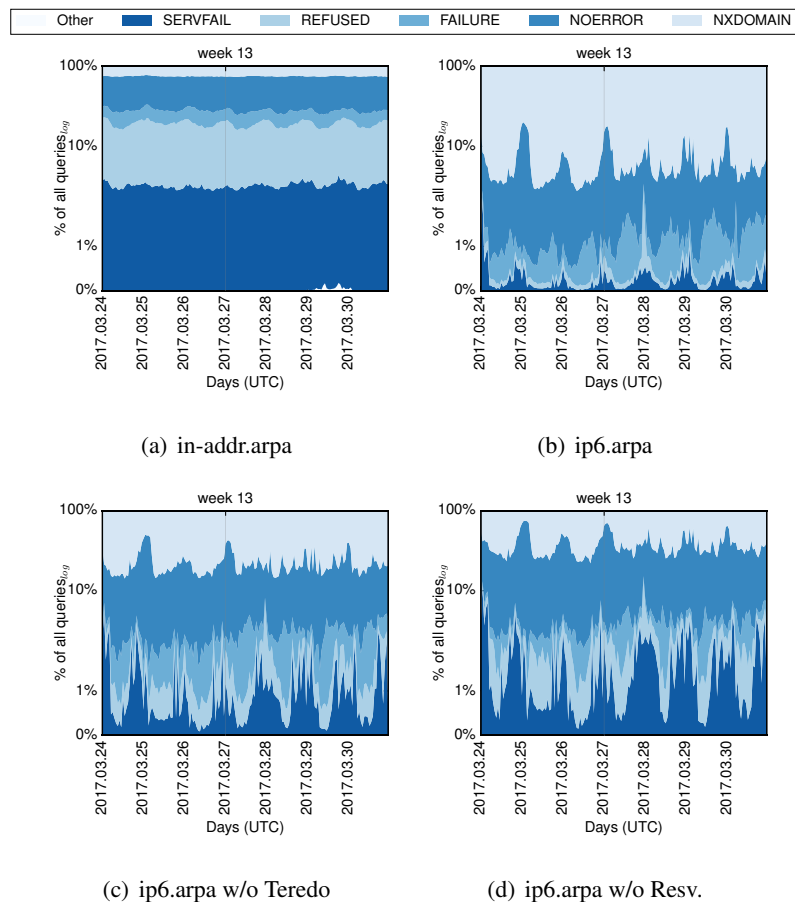 Other SERVFAIL REFUSED FAILURE NOERROR NXDOMAIN
week 13
100%
10%
1%
0%
% of all queries_log
2017.03.24
2017.03.25
2017.03.26
2017.03.27
2017.03.28
2017.03.29
2017.03.30
Days (UTC)
(a) in-addr.arpa
week 13
100%
10%
1%
0%
% of all queries_log
2017.03.24
2017.03.25
2017.03.26
2017.03.27
2017.03.28
2017.03.29
2017.03.30
Days (UTC)
(b) ip6.arpa
week 13
100%
10%
1%
0%
% of all queries_log
2017.03.24
2017.03.25
2017.03.26
2017.03.27
2017.03.28
2017.03.29
2017.03.30
Days (UTC)
(c) ip6.arpa w/o Teredo
week 13
100%
10%
1%
0%
% of all queries_log
2017.03.24
2017.03.25
2017.03.26
2017.03.27
2017.03.28
2017.03.29
2017.03.30
Days (UTC)
(d) ip6.arpa w/o Resv.